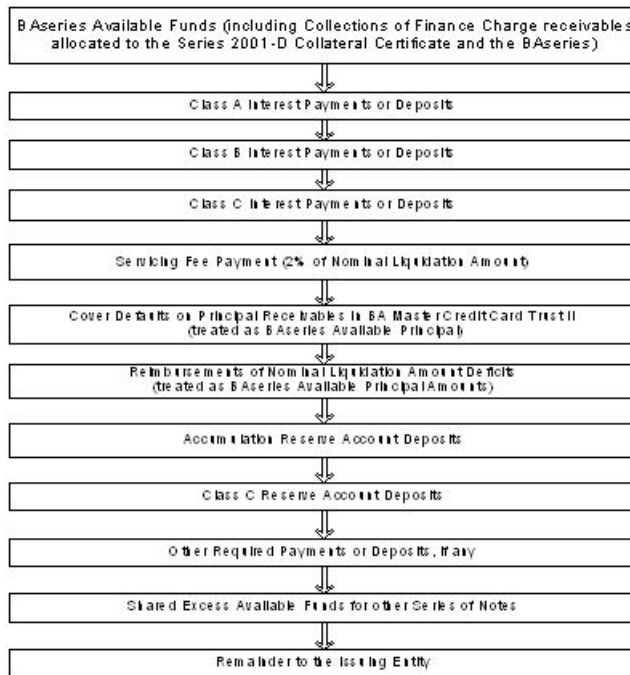 BAseries Available Funds (including Collections of Finance Charge receivables
allocated to the Series 2001-D Collateral Certificate and the BAseries)
Class A Interest Payments or Deposits
Class B Interest Payments or Deposits
Class C Interest Payments or Deposits
Servicing Fee Payment (2% of Nominal Liquidation Amount)
Cover Defaults on Principal Receivables in BA Master Credit Card Trust II
(treated as BAseries Available Principal)
Reimbursements of Nominal Liquidation Amount Deficits
(treated as BAseries Available Principal Amounts)
Accumulation Reserve Account Deposits
Class C Reserve Account Deposits
Other Required Payments or Deposits, if any
Shared Excess Available Funds for other Series of Notes
Remainder to the Issuing Entity